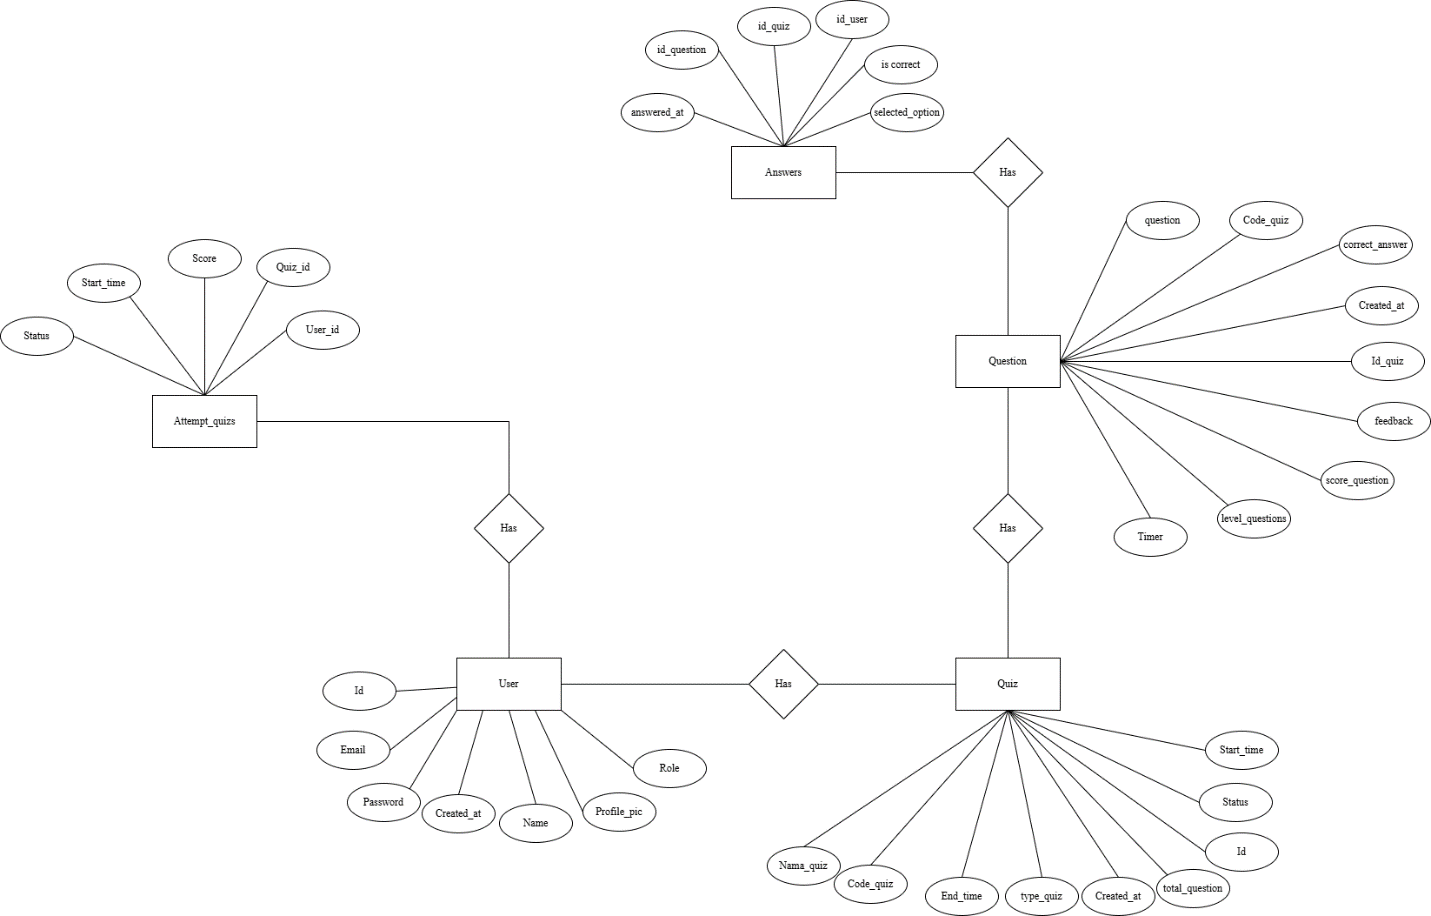 id_user
id_quiz
id_question
is correct
answered_at
selected_option
Answers
Has
question
Code_quiz
correct_answer
Score
Quiz_id
Start_time
Created_at
Status
User_id
Question
Id_quiz
Attempt_quizs
feedback
score_question
level_questions
Has
Has
Timer
User
Has
Quiz
Id
Email
Role
Start_time
Password
Created_at
Name
Profile_pic
Status
Id
Nama_quiz
Code_quiz
End_time
type_quiz
Created_at
total_question